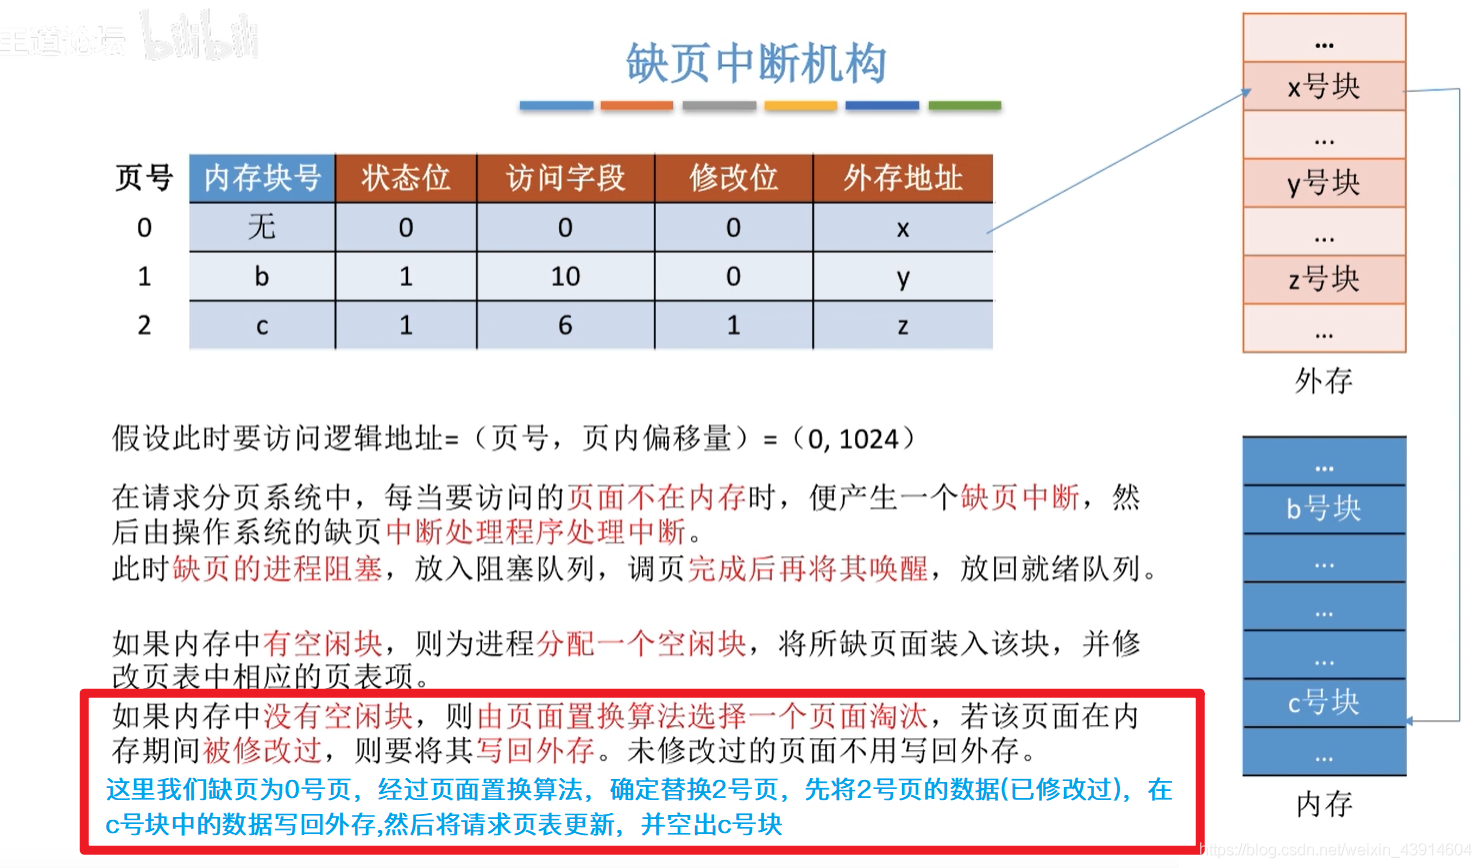 王道论坛 bilibili
缺页中断机构
页号 内存块号 状态位 访问字段 修改位 外存地址
0 无 0 0 0 x
1 b 1 10 0 y
2 c 1 6 1 z
...
x号块
...
y号块
...
z号块
...
外存
假设此时要访问逻辑地址=（页号，页内偏移量）=（0, 1024）
在请求分页系统中，每当要访问的页面不在内存时，便产生一个缺页中断，然
后由操作系统的缺页中断处理程序处理中断。
此时缺页的进程阻塞，放入阻塞队列，调页完成后再将其唤醒，放回就绪队列。
如果内存中有空闲块，则为进程分配一个空闲块，将所缺页面装入该块，并修
改页表中相应的页表项。
如果内存中没有空闲块，则由页面置换算法选择一个页面淘汰，若该页面在内
存期间被修改过，则要将其写回外存。未修改过的页面不用写回外存。
这里我们缺页为0号页，经过页面置换算法，确定替换2号页，先将2号页的数据(已修改过)，在
c号块中的数据写回外存,然后将请求页表更新，并空出c号块
...
b号块
...
...
...
c号块
...
内存
https://blog.csdn.net/weixin_43914604